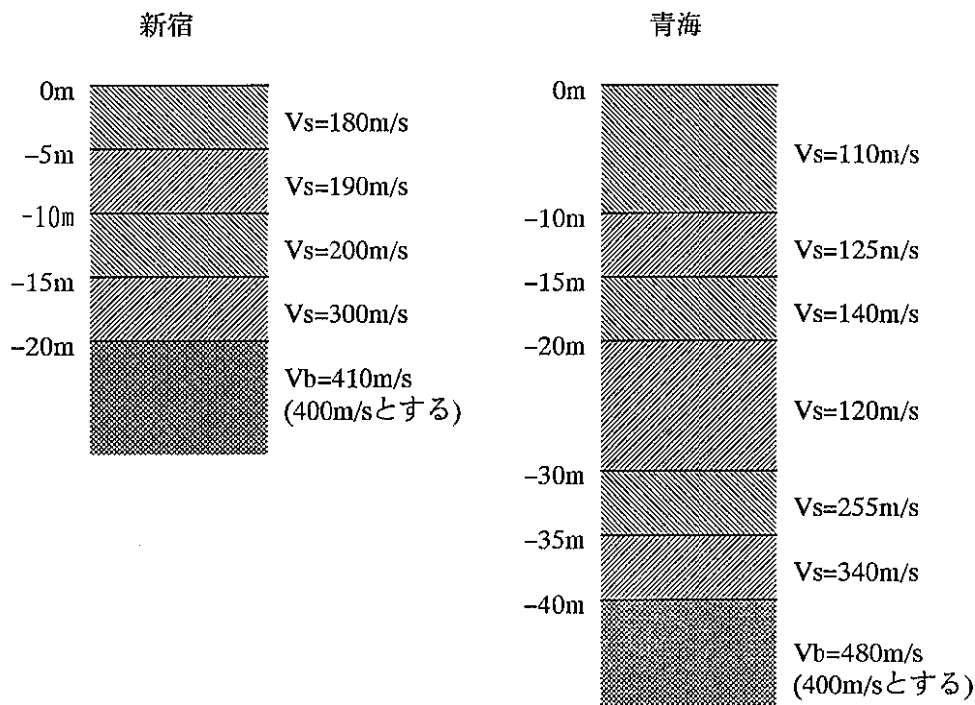 新宿
0m
Vs=180m/s
−5m
Vs=190m/s
-10m
Vs=200m/s
−15m
Vs=300m/s
−20m
Vb=410m/s
(400m/sとする)
青海
0m
Vs=110m/s
−10m
Vs=125m/s
−15m
Vs=140m/s
−20m
Vs=120m/s
−30m
Vs=255m/s
−35m
Vs=340m/s
−40m
Vb=480m/s
(400m/sとする)